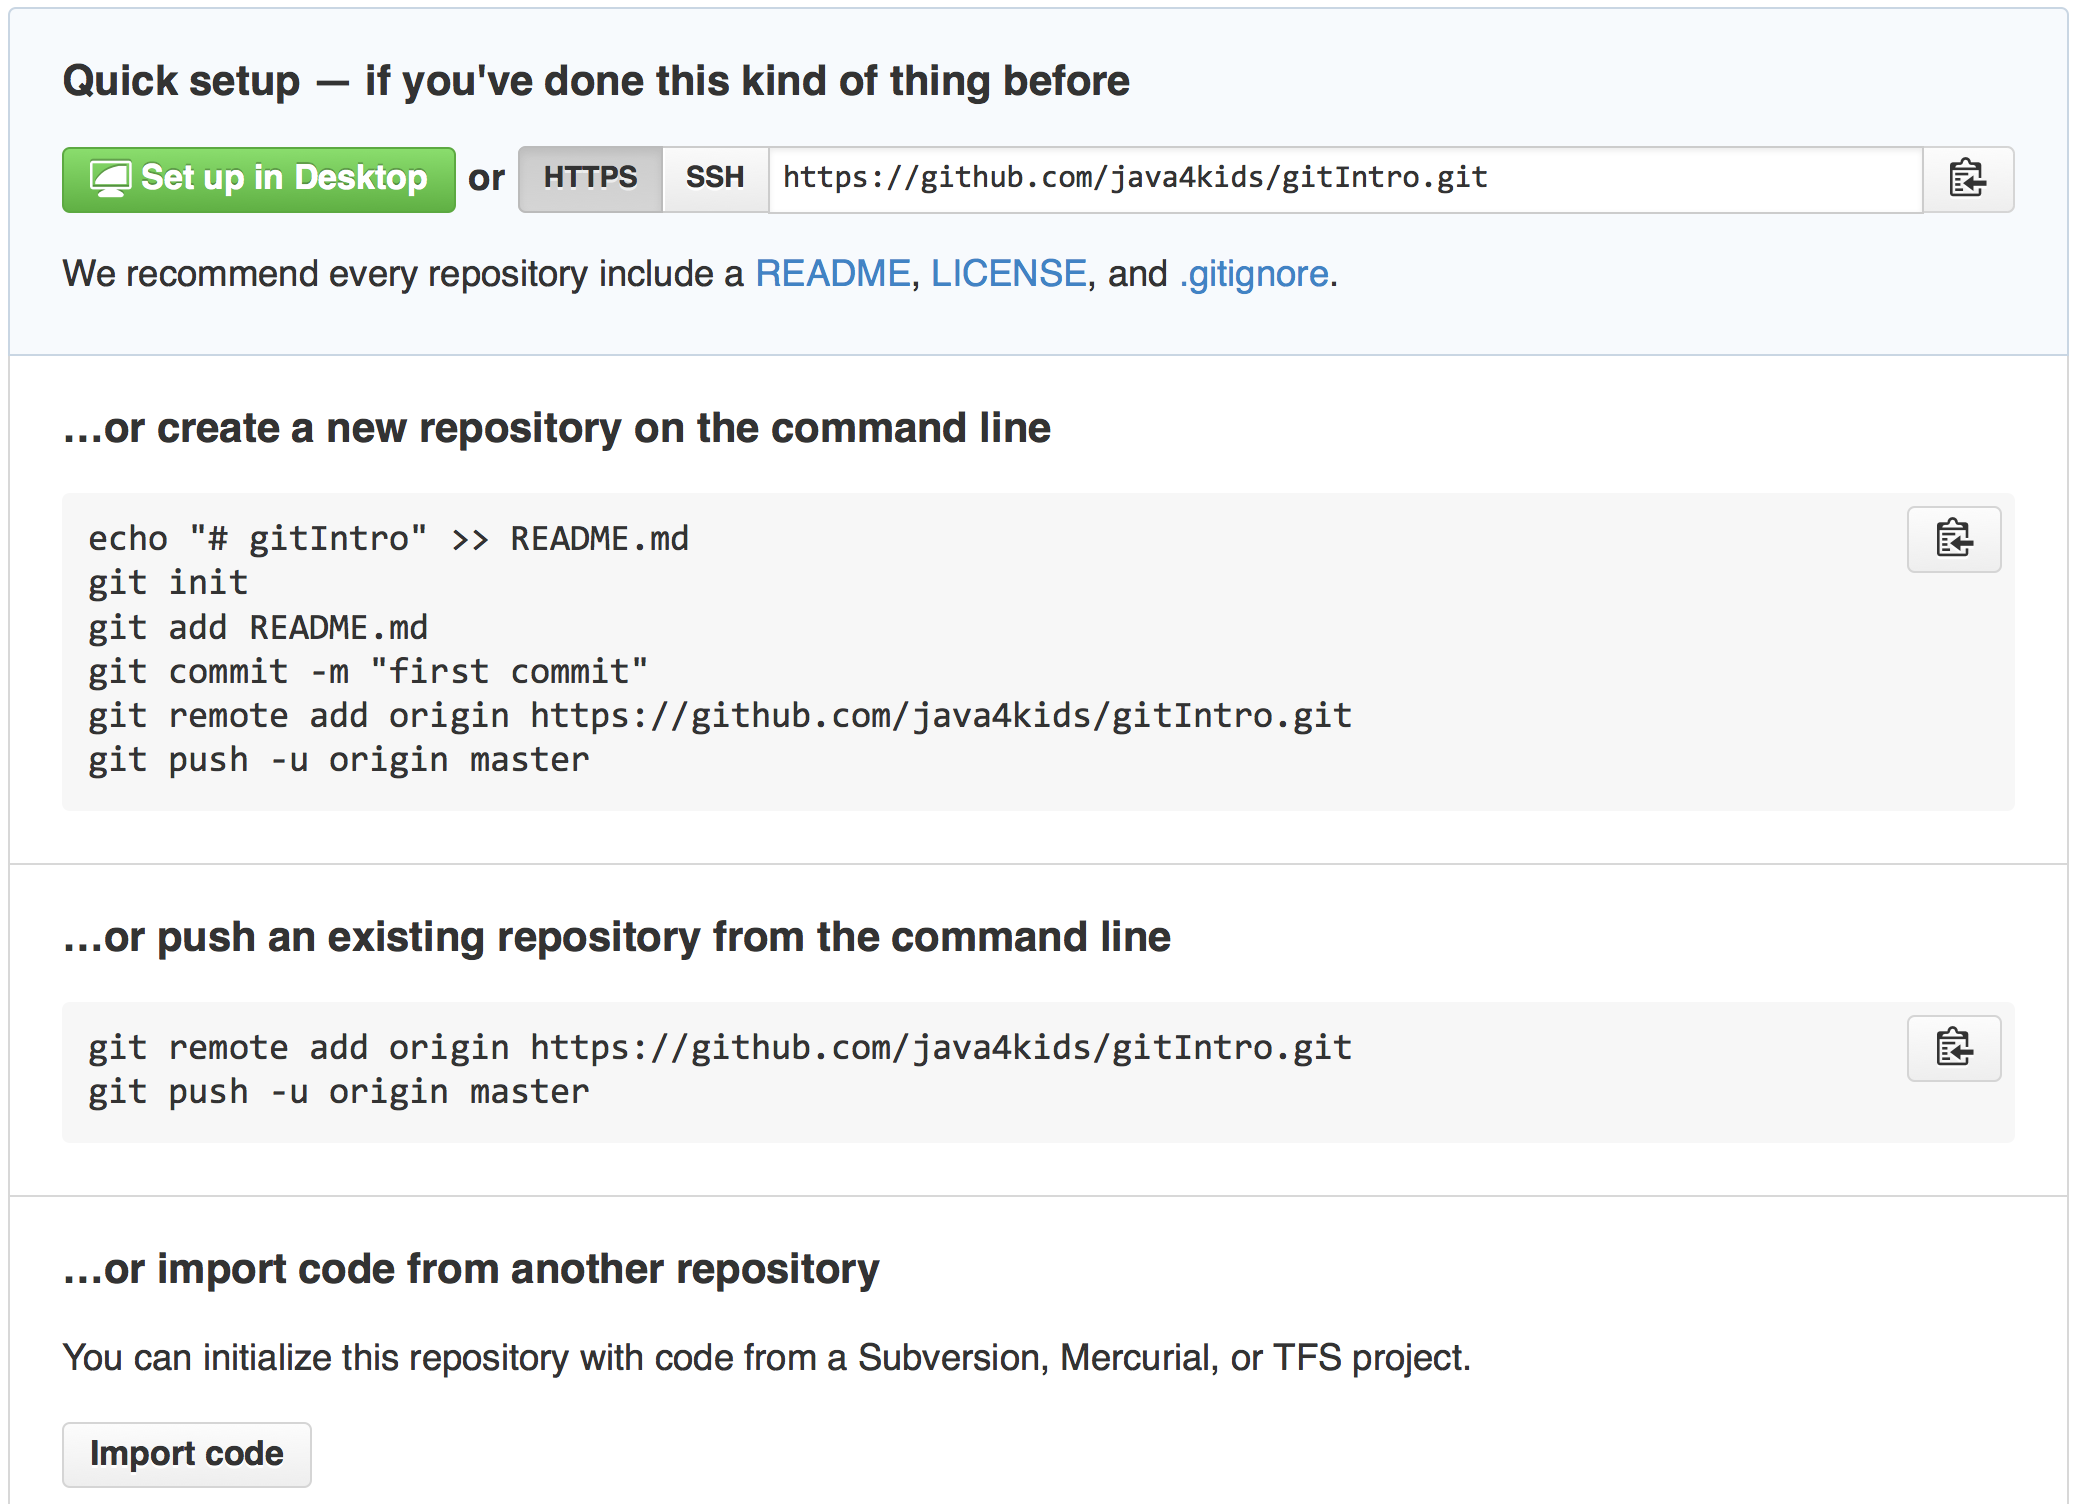 Quick setup — if you've done this kind of thing before
Set up in Desktop or HTTPS SSH https://github.com/java4kids/gitIntro.git
We recommend every repository include a README, LICENSE, and .gitignore.
…or create a new repository on the command line
echo "# gitIntro" >> README.md
git init
git add README.md
git commit -m "first commit"
git remote add origin https://github.com/java4kids/gitIntro.git
git push -u origin master
…or push an existing repository from the command line
git remote add origin https://github.com/java4kids/gitIntro.git
git push -u origin master
…or import code from another repository
You can initialize this repository with code from a Subversion, Mercurial, or TFS project.
Import code